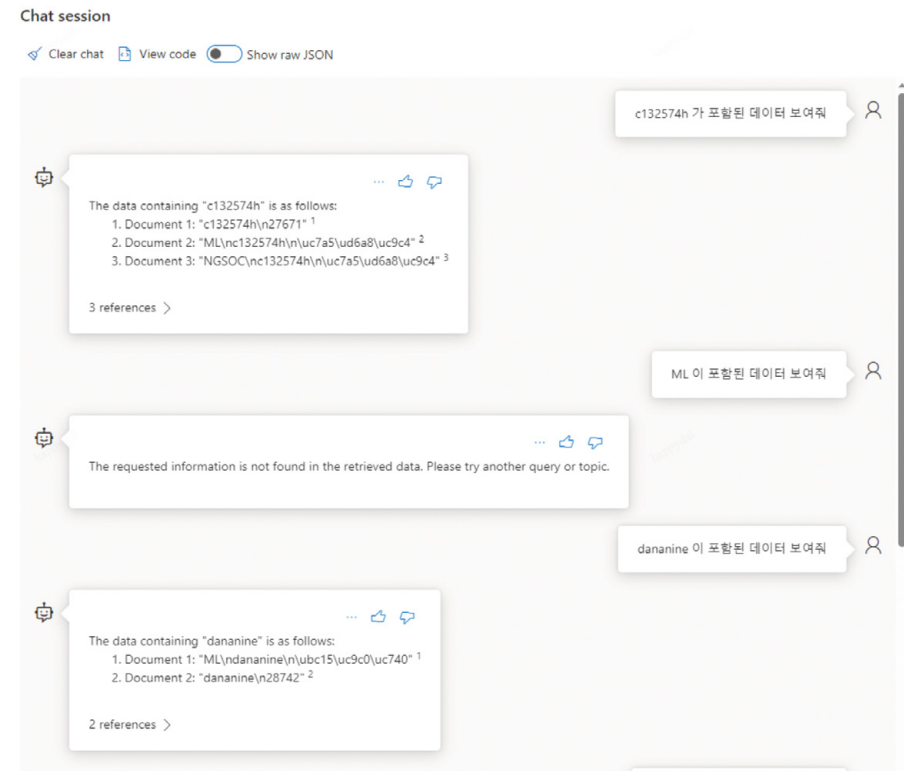 Chat session
Clear chat View code Show raw JSON
c132574h 가 포함된 데이터 보여줘
The data containing "c132574h" is as follows:
1. Document 1: "c132574h\n27671" 1
2. Document 2: "ML\nc132574h\n\uc7a5\ud6a8\uc9c4" 2
3. Document 3: "NGSOC\nc132574h\n\uc7a5\ud6a8\uc9c4" 3
3 references
ML 이 포함된 데이터 보여줘
The requested information is not found in the retrieved data. Please try another query or topic.
dananine 이 포함된 데이터 보여줘
The data containing "dananine" is as follows:
1. Document 1: "ML\ndananine\n\ubc15\uc9c0\uc740" 1
2. Document 2: "dananine\n28742" 2
2 references